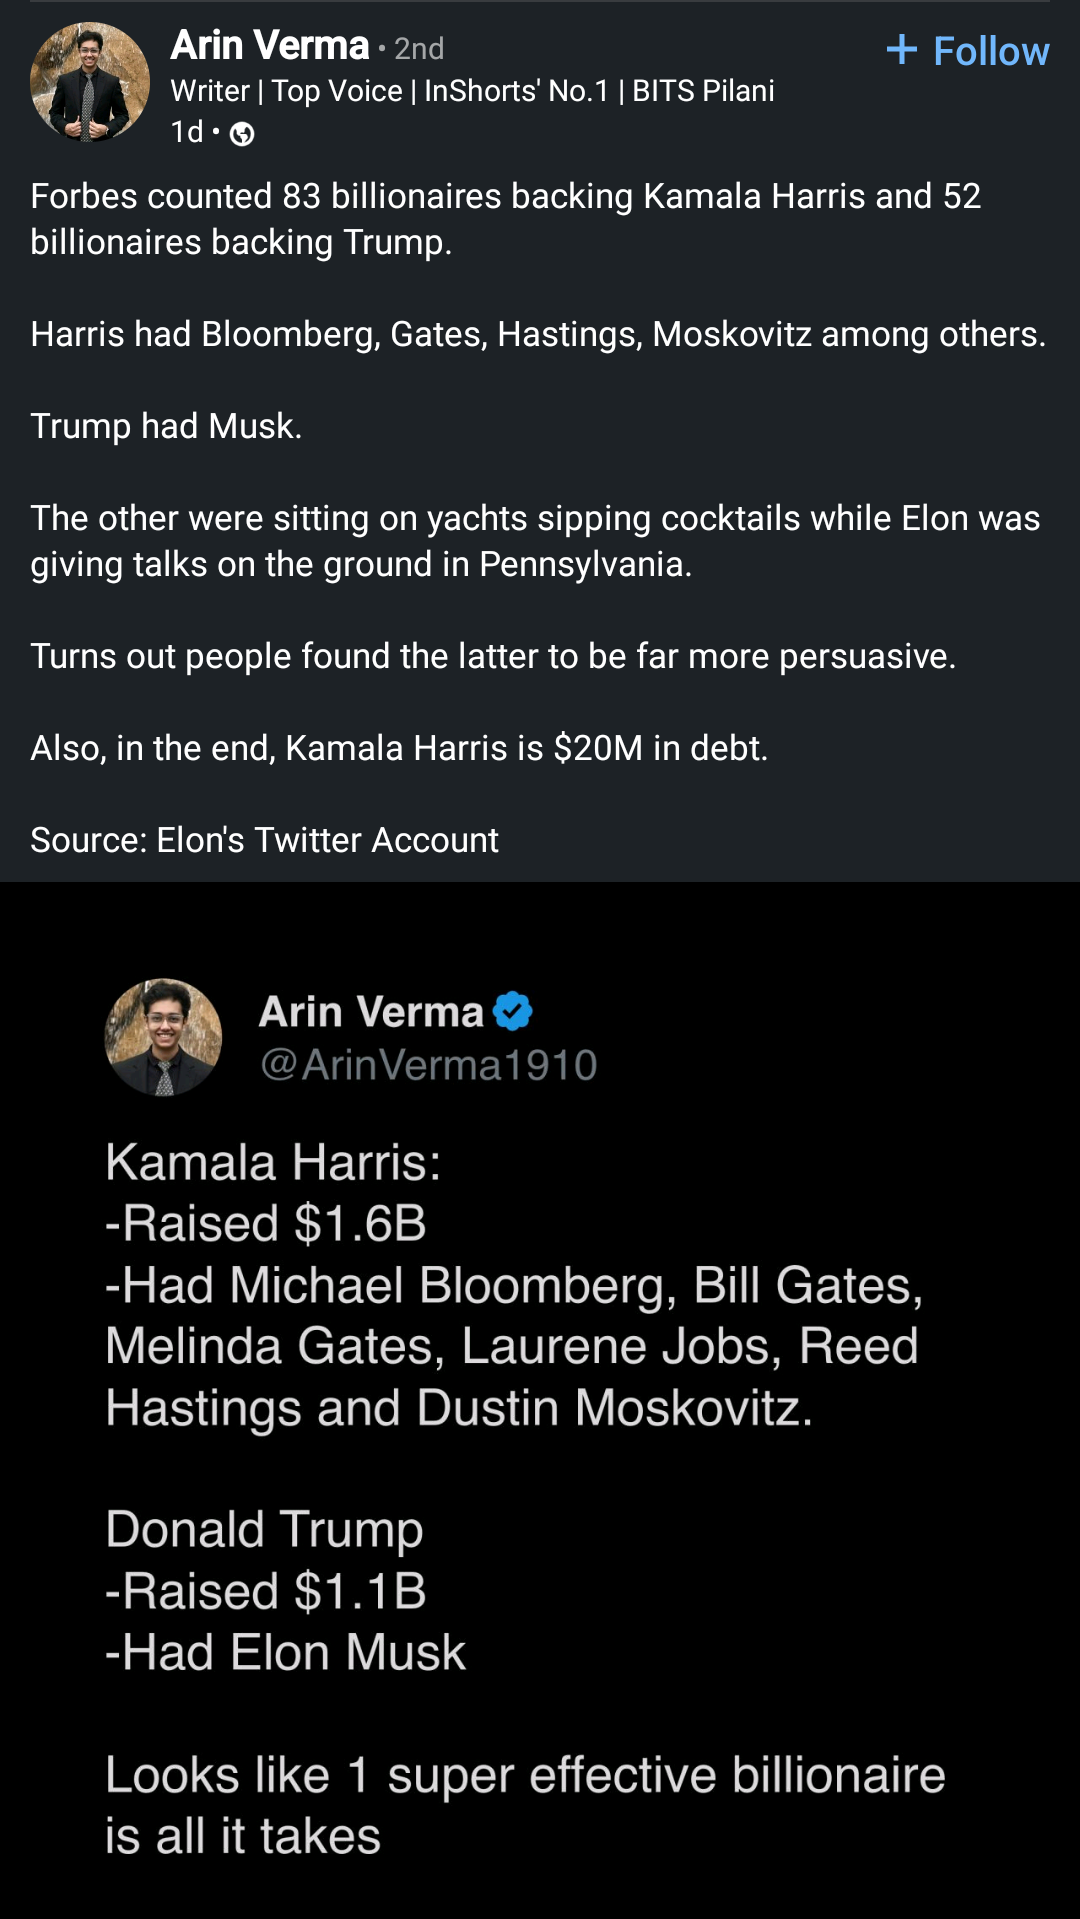 Arin Verma • 2nd
+ Follow
Writer | Top Voice | InShorts' No.1 | BITS Pilani
1d •
Forbes counted 83 billionaires backing Kamala Harris and 52
billionaires backing Trump.
Harris had Bloomberg, Gates, Hastings, Moskovitz among others.
Trump had Musk.
The other were sitting on yachts sipping cocktails while Elon was
giving talks on the ground in Pennsylvania.
Turns out people found the latter to be far more persuasive.
Also, in the end, Kamala Harris is $20M in debt.
Source: Elon's Twitter Account
Arin Verma
@ArinVerma1910
Kamala Harris:
-Raised $1.6B
-Had Michael Bloomberg, Bill Gates,
Melinda Gates, Laurene Jobs, Reed
Hastings and Dustin Moskovitz.
Donald Trump
-Raised $1.1B
-Had Elon Musk
Looks like 1 super effective billionaire
is all it takes